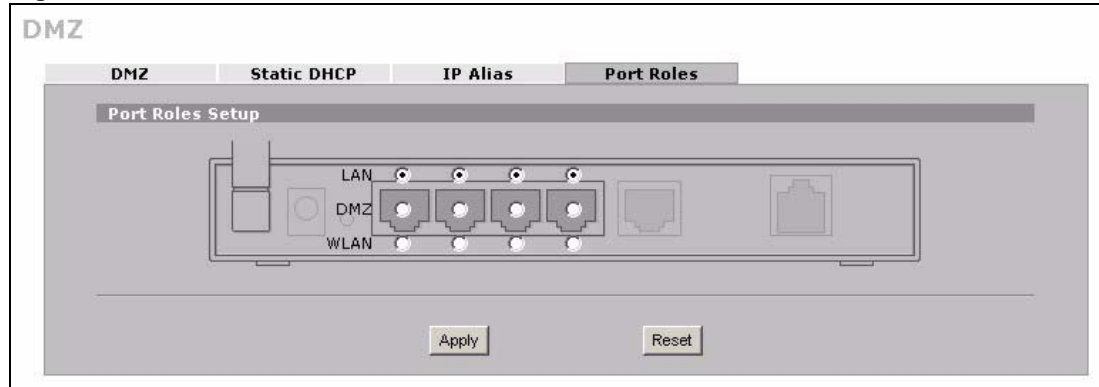 DMZ
DMZ Static DHCP IP Alias Port Roles
Port Roles Setup
LAN
DMZ
WLAN
Apply Reset